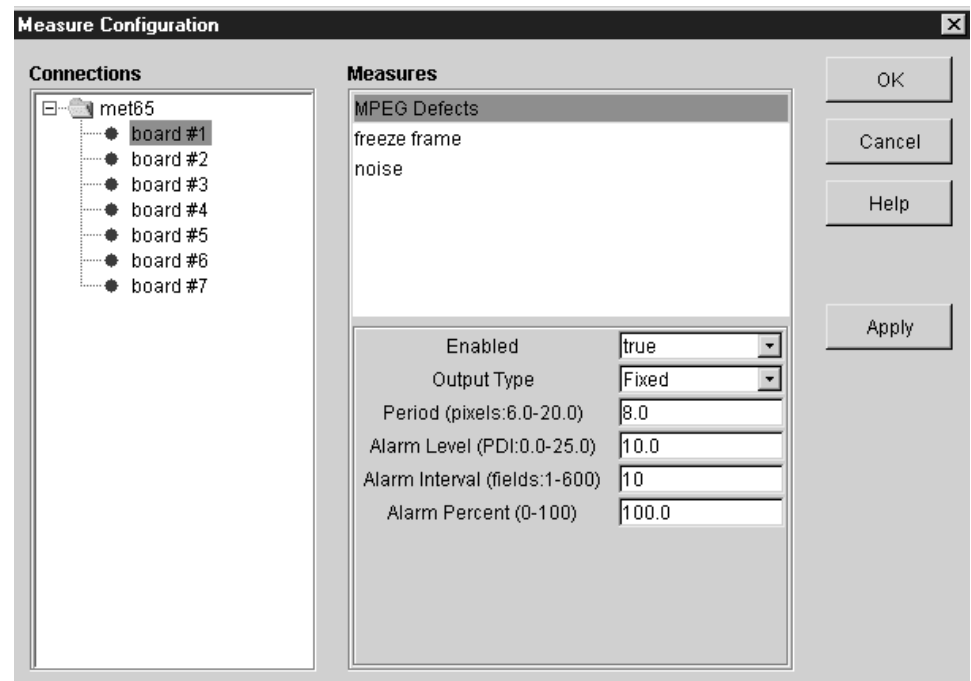 Measure Configuration
Connections
met65
board #1
board #2
board #3
board #4
board #5
board #6
board #7
Measures
MPEG Defects
freeze frame
noise
Enabled true
Output Type Fixed
Period (pixels:6.0-20.0) 8.0
Alarm Level (PDI:0.0-25.0) 10.0
Alarm Interval (fields:1-600) 10
Alarm Percent (0-100) 100.0
OK
Cancel
Help
Apply